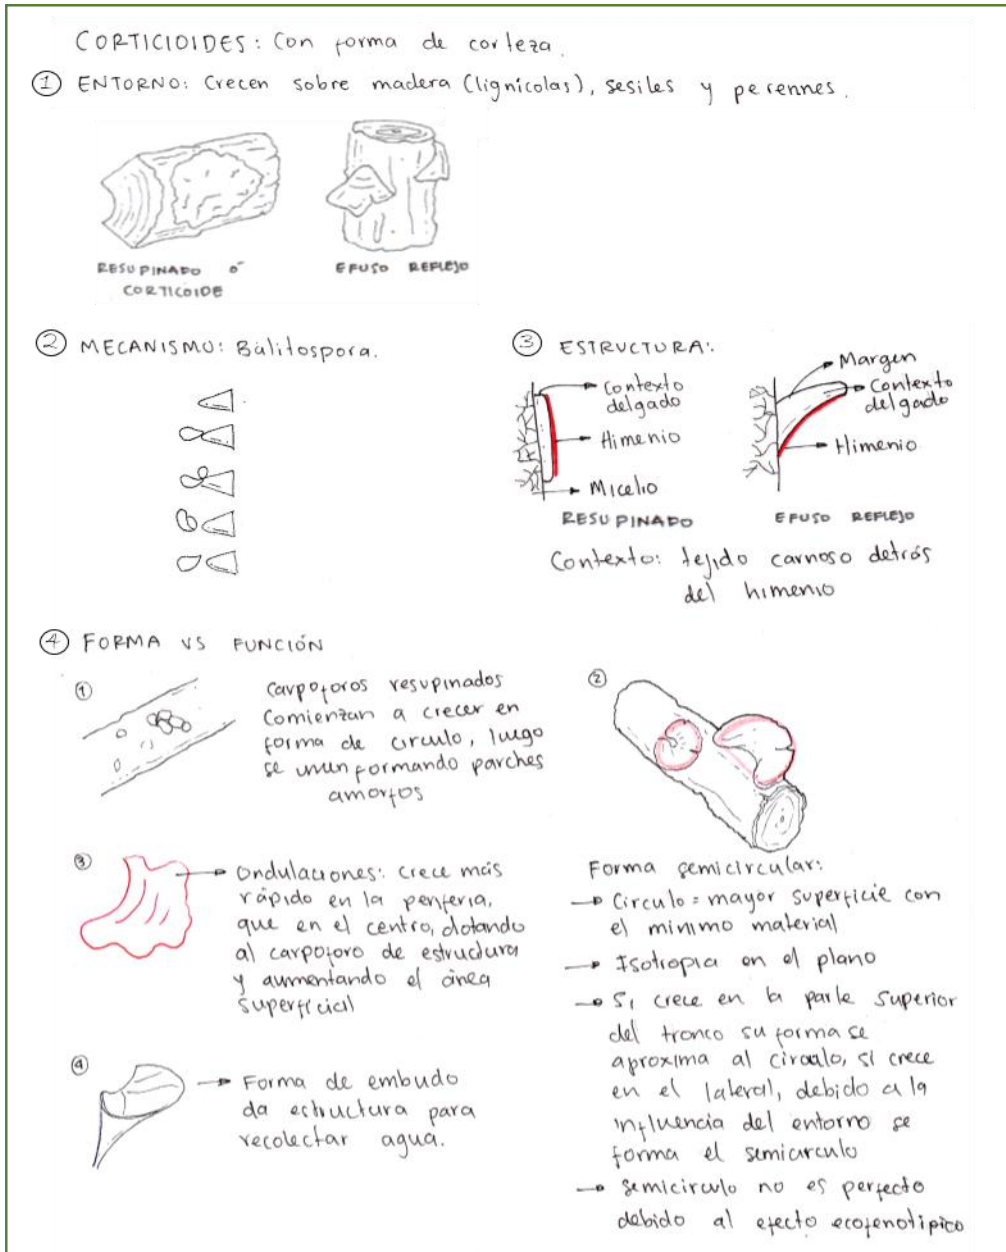 CORTICIOIDES: Con forma de corteza.
① ENTORNO: Crecen sobre madera (lignícolas), sesiles y perennes.
RESUPINADO ó
CORTICOIDE
EFUSO REFLEJO
② MECANISMO: Balitospora.
③ ESTRUCTURA:
Contexto
delgado
Himenio
Micelio
RESUPINADO
Margen
Contexto
delgado
Himenio
EFUSO REFLEJO
Contexto: tejido carnoso detrás
del himenio
④ FORMA VS FUNCIÓN
①
Carpoforos resupinados
comienzan a crecer en
forma de circulo, luego
se unen formando parches
amorfos
②
Forma semicircular:
→ Circulo = mayor superficie con
el minimo material
→ Isotropia en el plano
→ Si crece en la parte superior
del tronco su forma se
aproxima al circulo, si crece
en el lateral, debido a la
influencia del entorno se
forma el semicirculo
→ semicirculo no es perfecto
debido al efecto ecofenotipico
③
→ Ondulaciones: crece más
rápido en la periferia,
que en el centro, dotando
al carpoforo de estructura
y aumentando el área
superficial
④
→ Forma de embudo
da estructura para
recolectar agua.